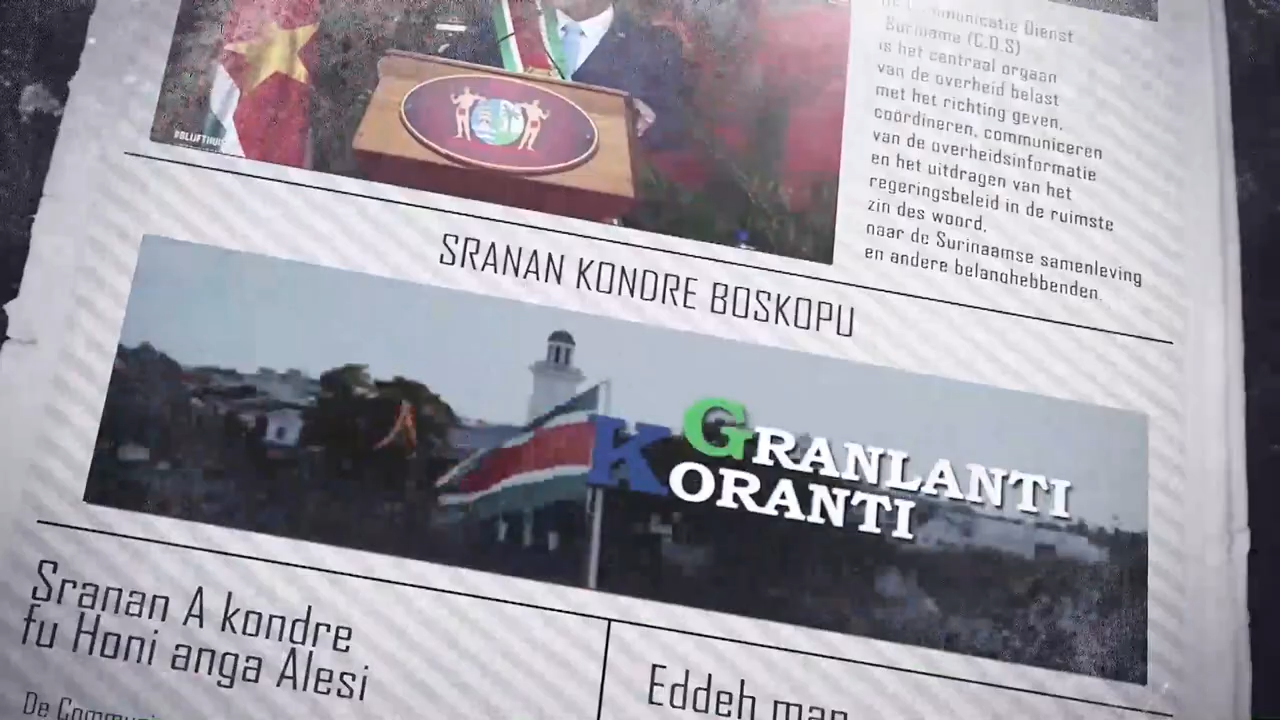 Communicatie Dienst
Suriname (C.D.S)
is het centraal orgaan
van de overheid belast
met het richting geven,
coördineren, communiceren
van de overheidsinformatie
en het uitdragen van het
regeringsbeleid in de ruimste
zin des woord.
naar de Surinaamse samenleving
en andere belanghebbenden.
SRANAN KONDRE BOSKOPU
GRANLANTI
KORANTI
Sranan A kondre
fu Honi anga Alesi
De
Eddeh man